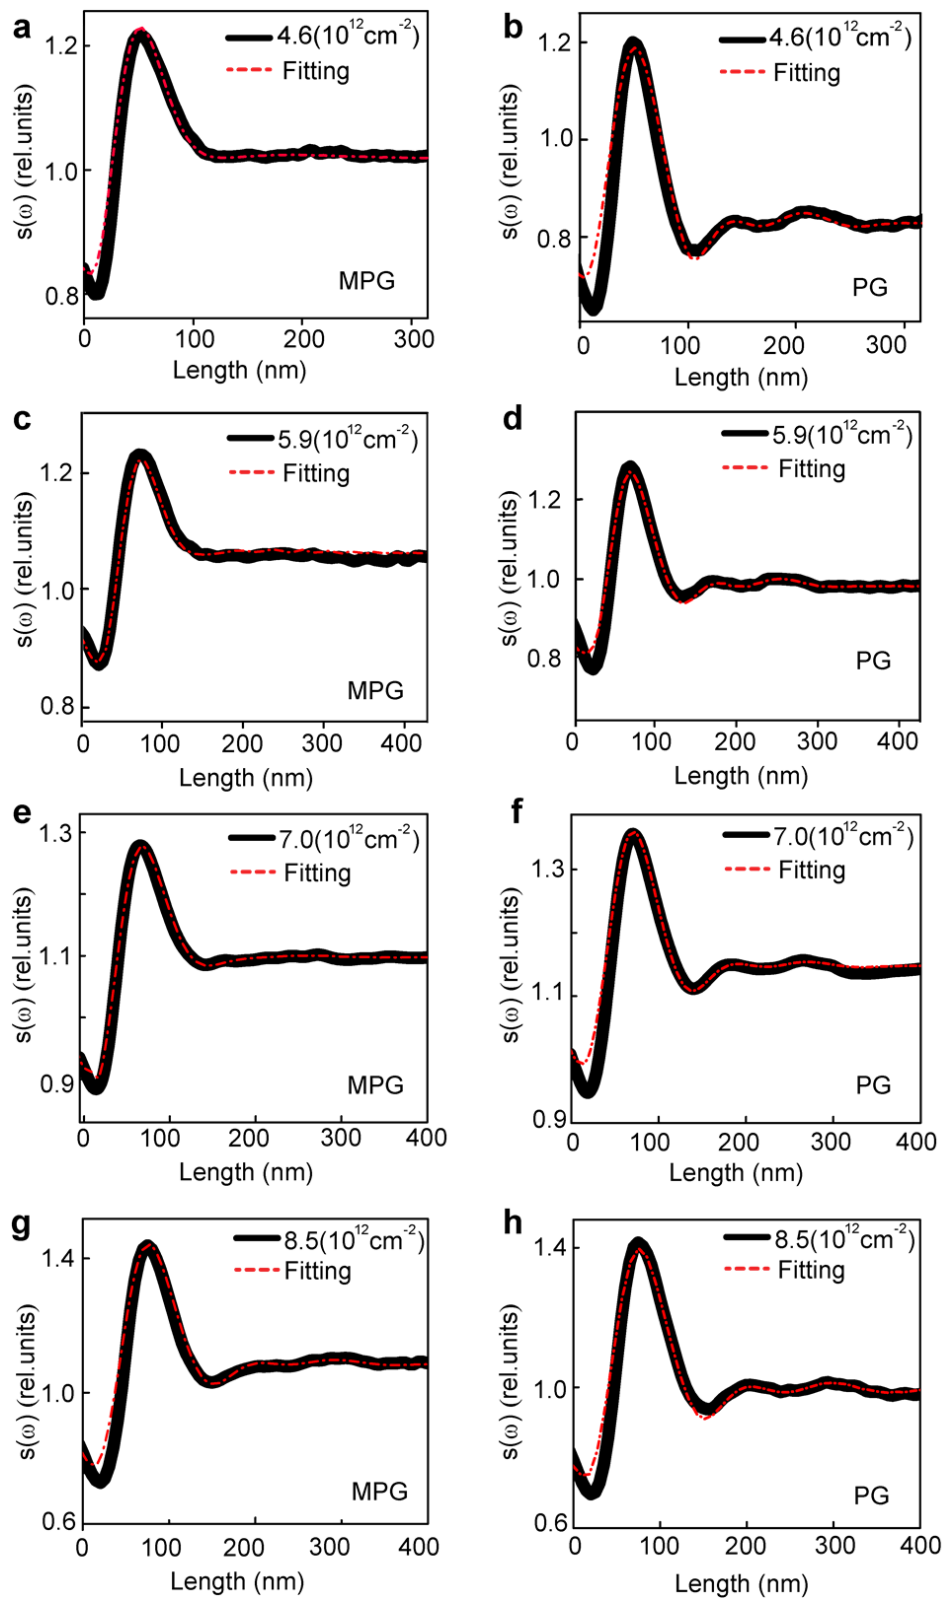 a
4.6(10¹²cm⁻²)
Fitting
1.2
1.0
0.8
s(ω) (rel.units)
MPG
0 100 200 300
Length (nm)
b
4.6(10¹²cm⁻²)
Fitting
1.2
1.0
0.8
s(ω) (rel.units)
PG
0 100 200 300
Length (nm)
c
5.9(10¹²cm⁻²)
Fitting
1.2
1.0
0.8
s(ω) (rel.units)
MPG
0 100 200 300 400
Length (nm)
d
5.9(10¹²cm⁻²)
Fitting
1.2
1.0
0.8
s(ω) (rel.units)
PG
0 100 200 300 400
Length (nm)
e
7.0(10¹²cm⁻²)
Fitting
1.3
1.1
0.9
s(ω) (rel.units)
MPG
0 100 200 300 400
Length (nm)
f
7.0(10¹²cm⁻²)
Fitting
1.3
1.1
0.9
s(ω) (rel.units)
PG
0 100 200 300 400
Length (nm)
g
8.5(10¹²cm⁻²)
Fitting
1.4
1.0
0.6
s(ω) (rel.units)
MPG
0 100 200 300 400
Length (nm)
h
8.5(10¹²cm⁻²)
Fitting
1.4
1.0
0.6
s(ω) (rel.units)
PG
0 100 200 300 400
Length (nm)